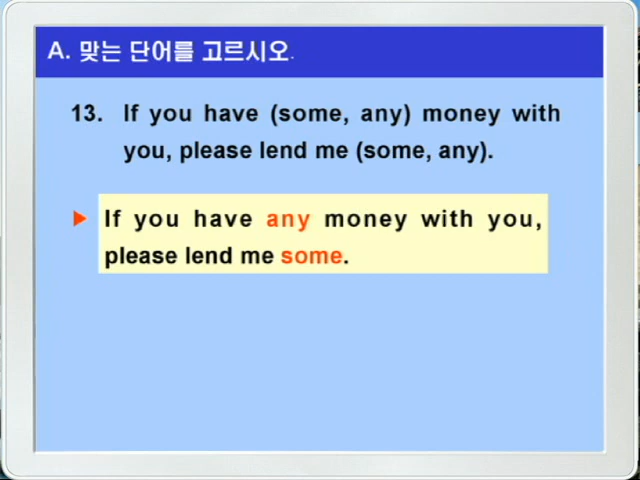 A. 맞는 단어를 고르시오.
13. If you have (some, any) money with
you, please lend me (some, any).
If you have any money with you,
please lend me some.